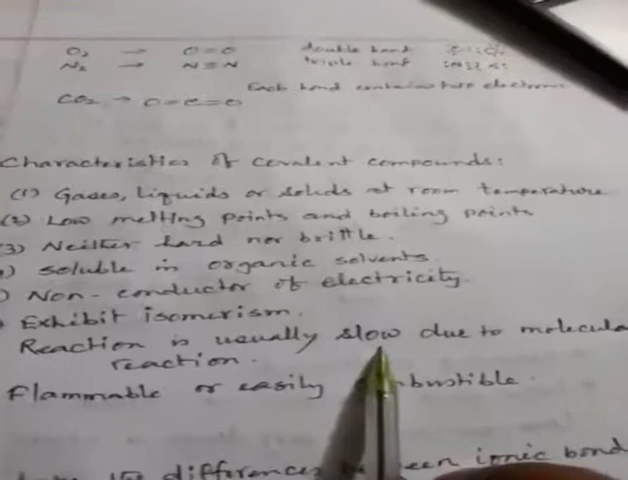 O2 → O=O double bond
N2 → N≡N triple bond
Each bond contains two electrons
CO2 → O=C=O
Characteristics of covalent compounds:
(1) Gases, liquids or solids at room temperature
(2) Low melting points and boiling points
3) Neither hard nor brittle.
) Soluble in organic solvents
) Non-conductor of electricity.
Exhibit isomerism.
Reaction is usually slow due to molecula
reaction.
Flammable or easily mbustible.
differences een ionic bond